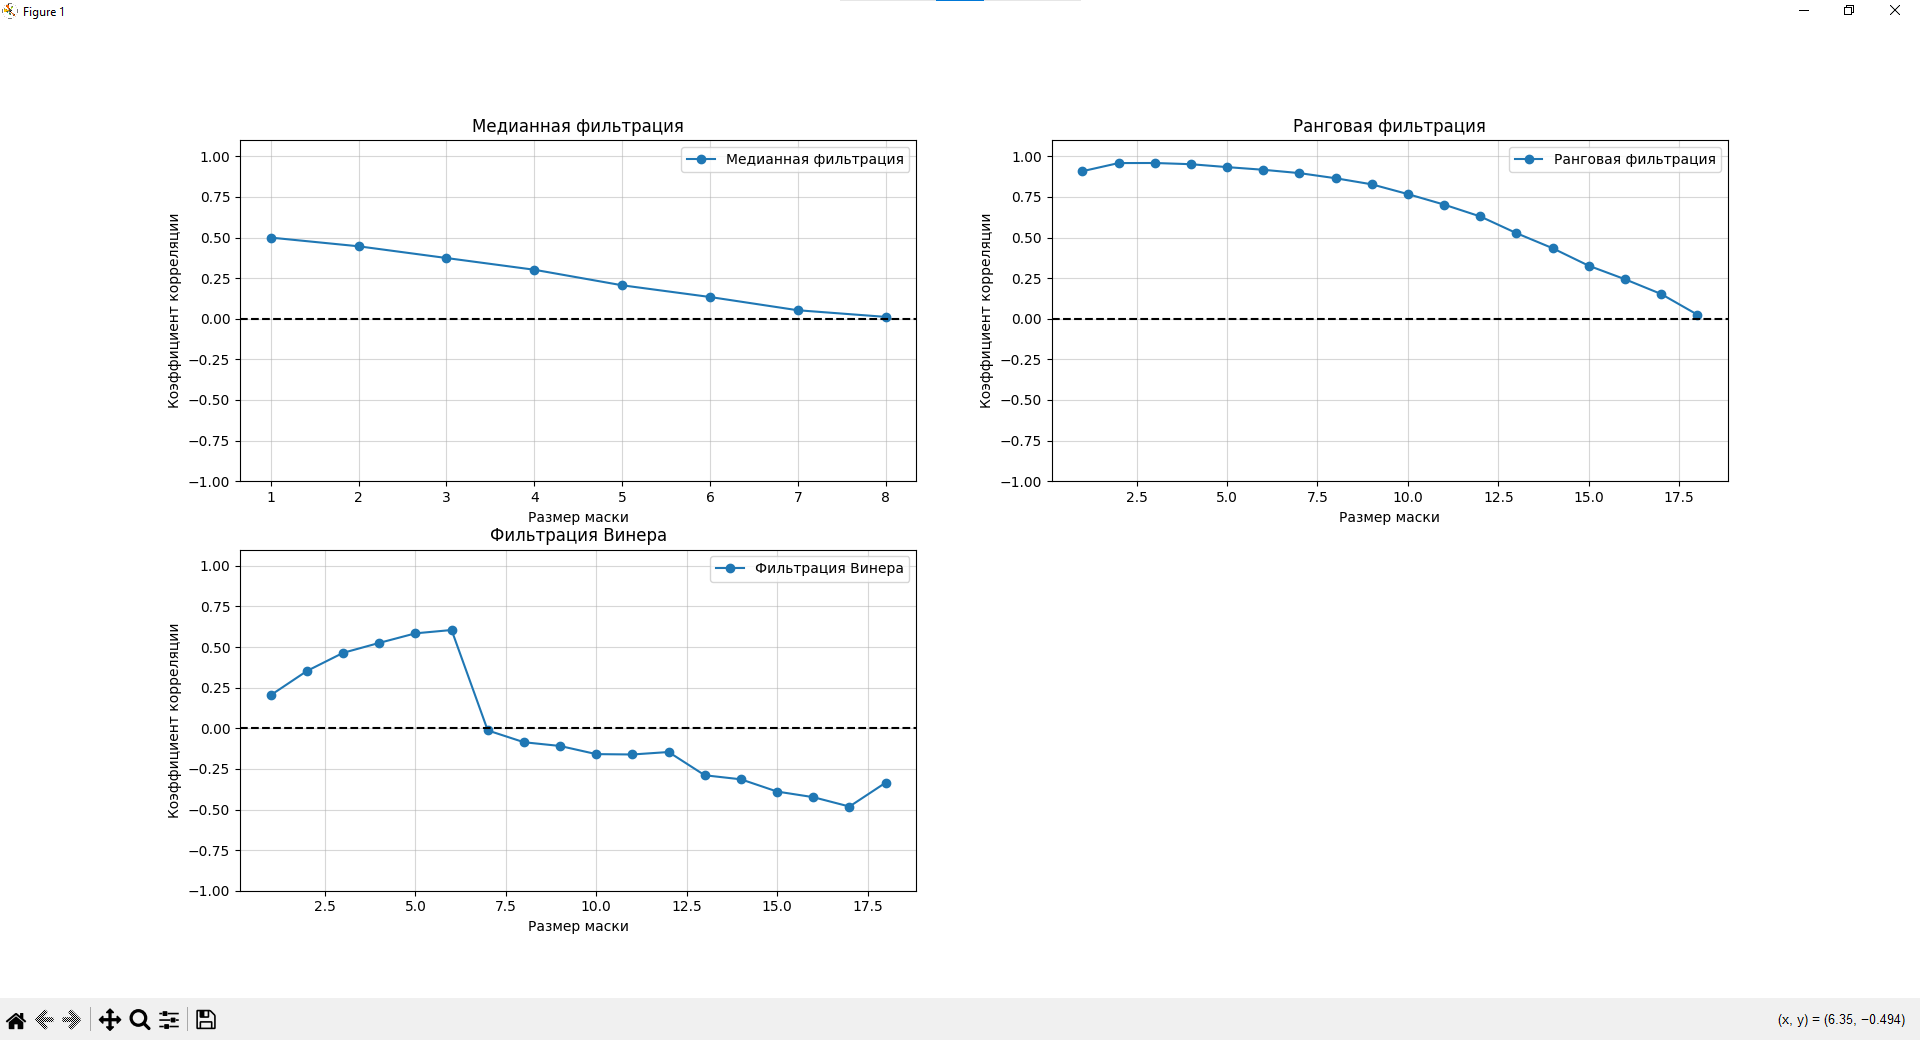 Figure 1
Медианная фильтрация
Медианная фильтрация
1.00
0.75
0.50
0.25
0.00
−0.25
−0.50
−0.75
−1.00
Коэффициент корреляции
1 2 3 4 5 6 7 8
Размер маски
Ранговая фильтрация
Ранговая фильтрация
1.00
0.75
0.50
0.25
0.00
−0.25
−0.50
−0.75
−1.00
Коэффициент корреляции
2.5 5.0 7.5 10.0 12.5 15.0 17.5
Размер маски
Фильтрация Винера
Фильтрация Винера
1.00
0.75
0.50
0.25
0.00
−0.25
−0.50
−0.75
−1.00
Коэффициент корреляции
2.5 5.0 7.5 10.0 12.5 15.0 17.5
Размер маски
(x, y) = (6.35, −0.494)